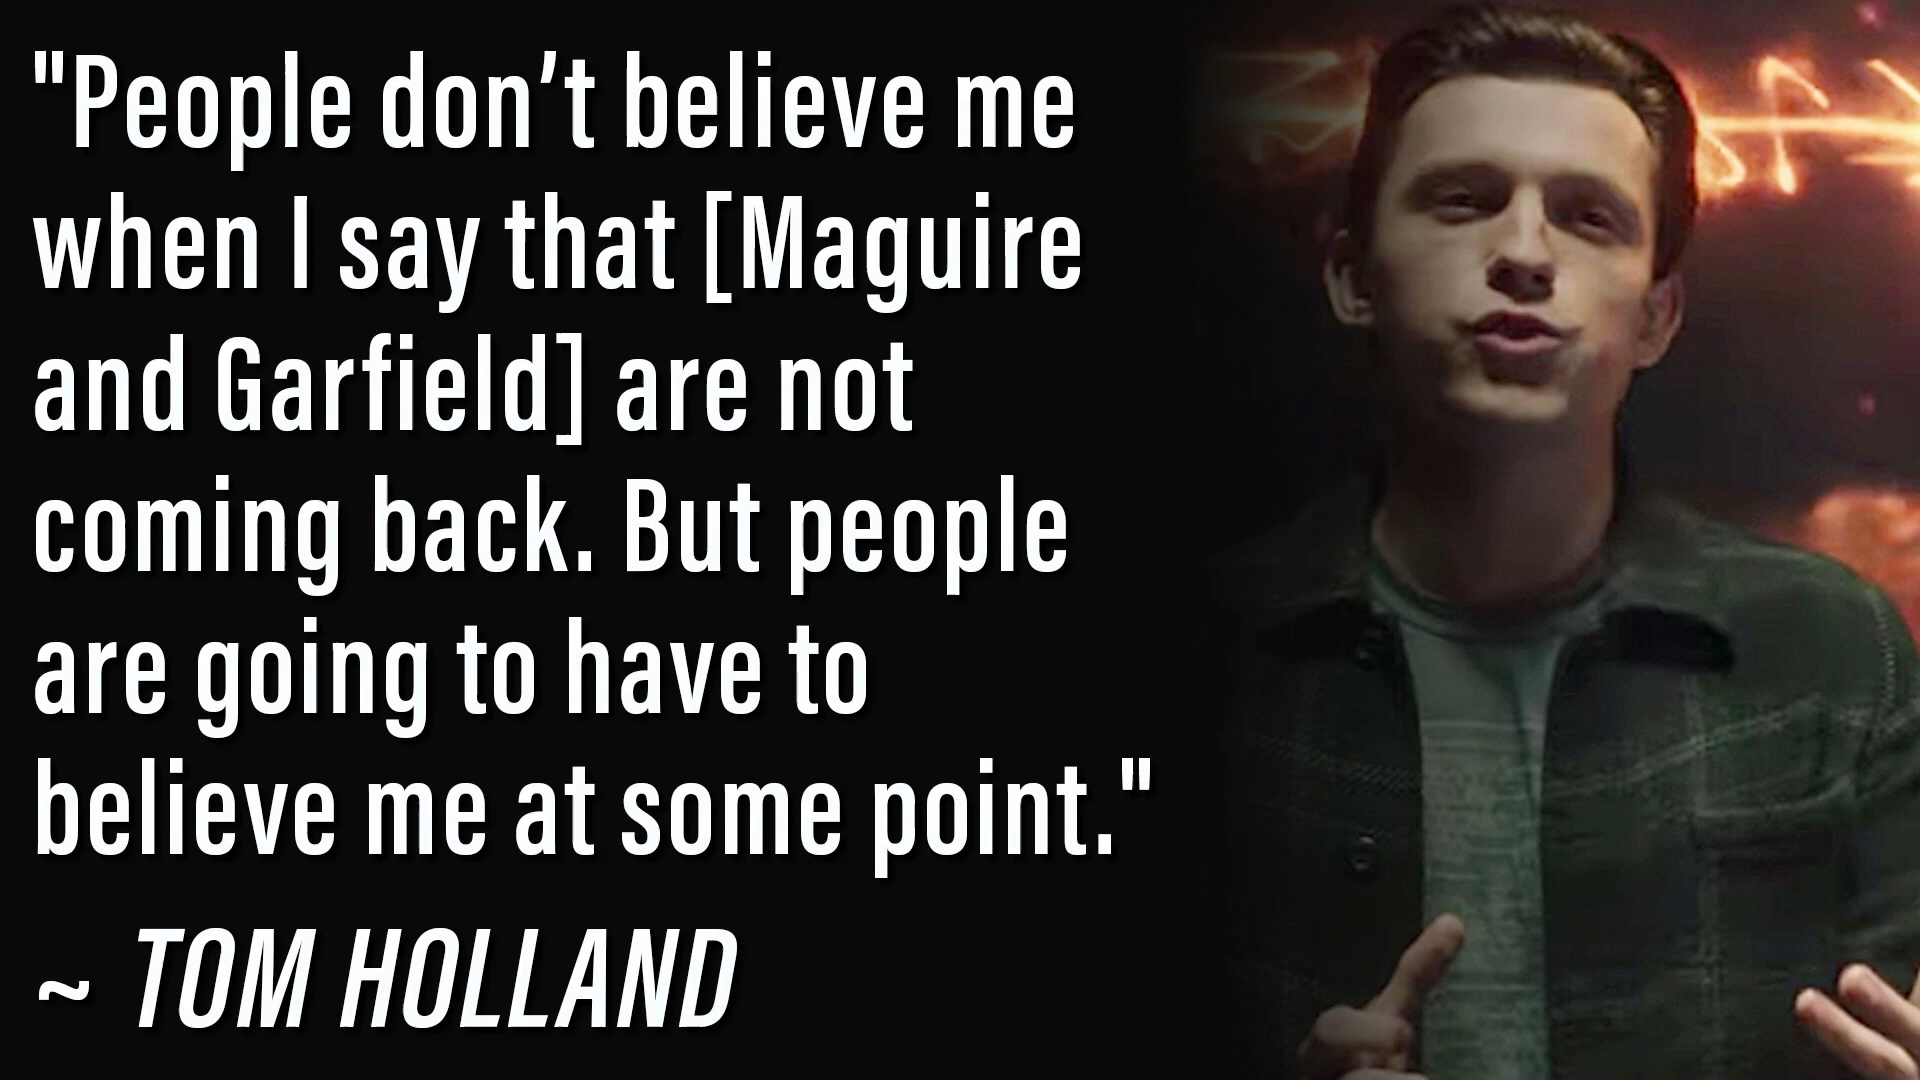 "People don’t believe me
when I say that [Maguire
and Garfield] are not
coming back. But people
are going to have to
believe me at some point."
~ TOM HOLLAND